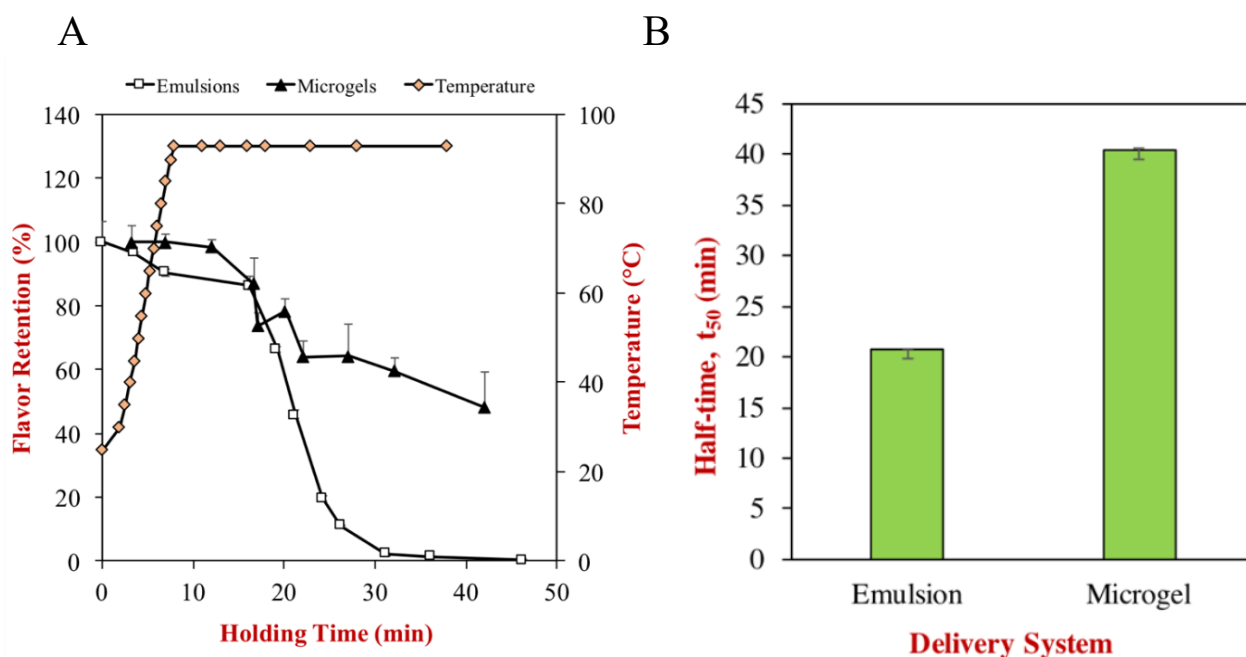 A
B
Emulsions Microgels Temperature
140
120
100
80
60
40
20
0
Flavor Retention (%)
100
80
60
40
20
0
Temperature (°C)
0 10 20 30 40 50
Holding Time (min)
45
40
35
30
25
20
15
10
5
0
Half-time, t₅₀ (min)
Emulsion Microgel
Delivery System